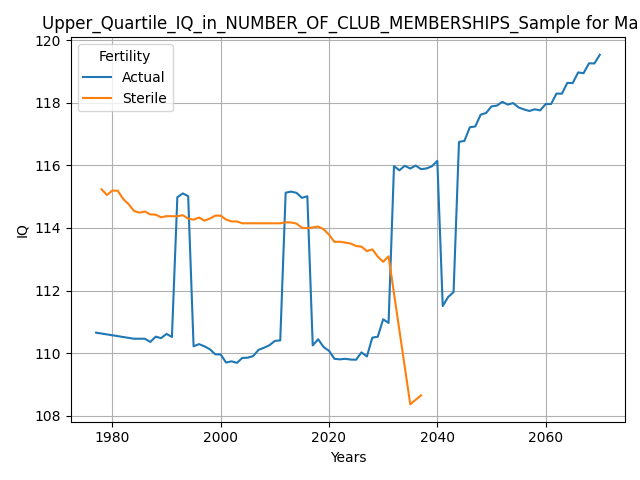 Upper_Quartile_IQ_in_NUMBER_OF_CLUB_MEMBERSHIPS_Sample for Ma
120
118
116
114
112
110
108
IQ
Fertility
Actual
Sterile
1980 2000 2020 2040 2060
Years